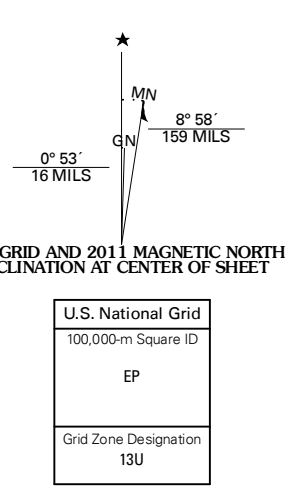 ★
MN
8° 58´
159 MILS
GN
0° 53´
16 MILS
GRID AND 2011 MAGNETIC NORTH
CLINATION AT CENTER OF SHEET
U.S. National Grid
100,000-m Square ID
EP
Grid Zone Designation
13U